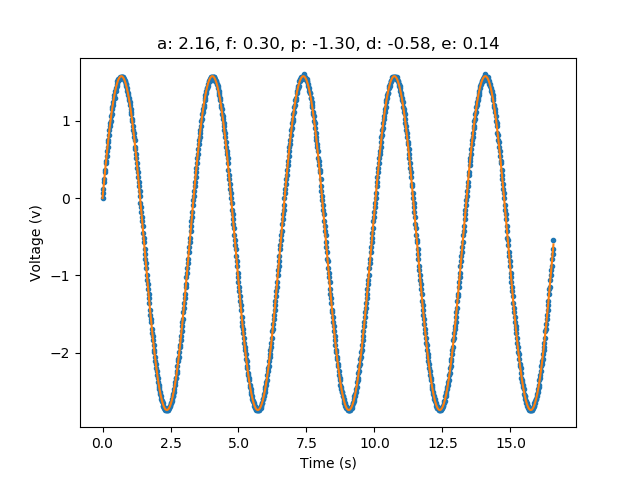 a: 2.16, f: 0.30, p: -1.30, d: -0.58, e: 0.14
1
0
−1
−2
Voltage (v)
0.0 2.5 5.0 7.5 10.0 12.5 15.0
Time (s)